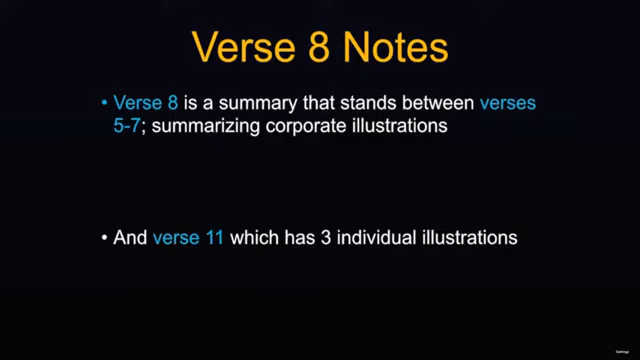 Verse 8 Notes
• Verse 8 is a summary that stands between verses
5-7; summarizing corporate illustrations
• And verse 11 which has 3 individual illustrations
Settings